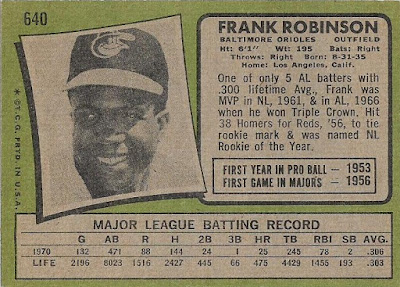 640
FRANK ROBINSON
BALTIMORE ORIOLES OUTFIELD
Ht: 6'1" Wt: 195 Bats: Right
Throws: Right Born: 8-31-35
Home: Los Angeles, Calif.
One of only 5 AL batters with
.300 lifetime Avg., Frank was
MVP in NL, 1961, & in AL, 1966
when he won Triple Crown. Hit
38 Homers for Reds, '56, to tie
rookie mark & was named NL
Rookie of the Year.
FIRST YEAR IN PRO BALL - 1953
FIRST GAME IN MAJORS - 1956
* © T.C.G. PRTD. IN U.S.A.
MAJOR LEAGUE BATTING RECORD
G AB R H 2B 3B HR TB RBI SB AVG.
1970 132 471 88 144 24 1 25 245 78 2 .306
LIFE 2196 8023 1516 2427 445 66 475 4429 1455 193 .303